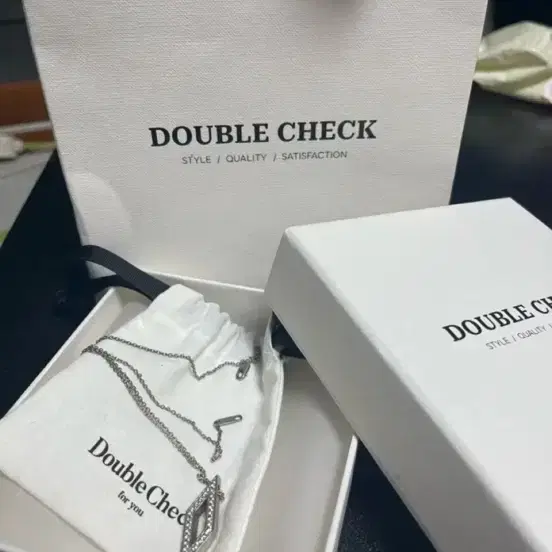 DOUBLE CHECK
STYLE / QUALITY / SATISFACTION
DOUBLE CHECK
STYLE / QUALITY /
Double Chec
for you